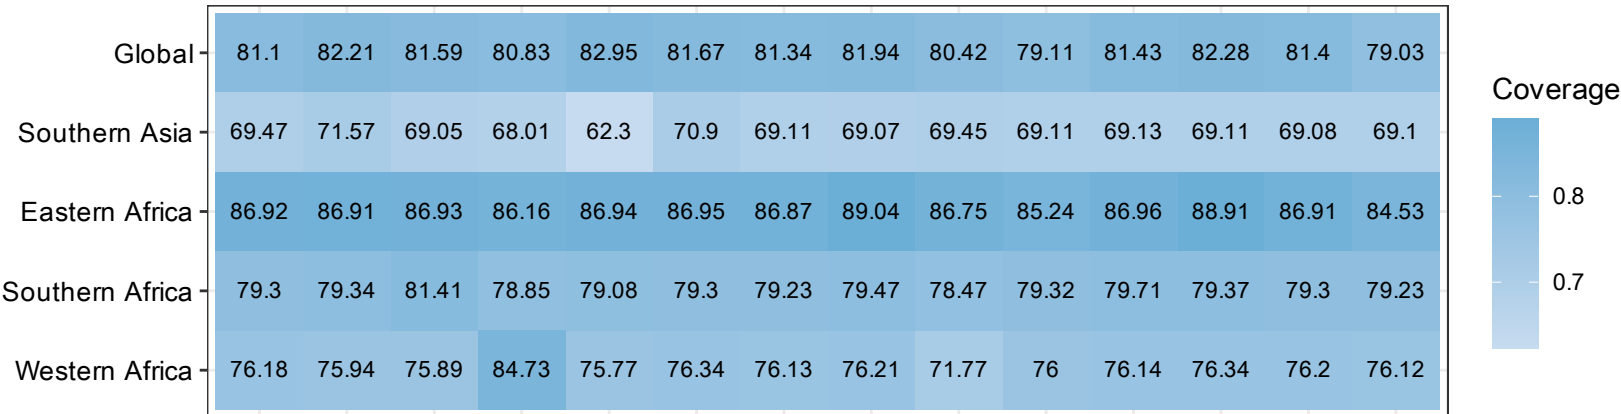 Global 81.1 82.21 81.59 80.83 82.95 81.67 81.34 81.94 80.42 79.11 81.43 82.28 81.4 79.03
Southern Asia 69.47 71.57 69.05 68.01 62.3 70.9 69.11 69.07 69.45 69.11 69.13 69.11 69.08 69.1
Eastern Africa 86.92 86.91 86.93 86.16 86.94 86.95 86.87 89.04 86.75 85.24 86.96 88.91 86.91 84.53
Southern Africa 79.3 79.34 81.41 78.85 79.08 79.3 79.23 79.47 78.47 79.32 79.71 79.37 79.3 79.23
Western Africa 76.18 75.94 75.89 84.73 75.77 76.34 76.13 76.21 71.77 76 76.14 76.34 76.2 76.12
Coverage
0.8
0.7